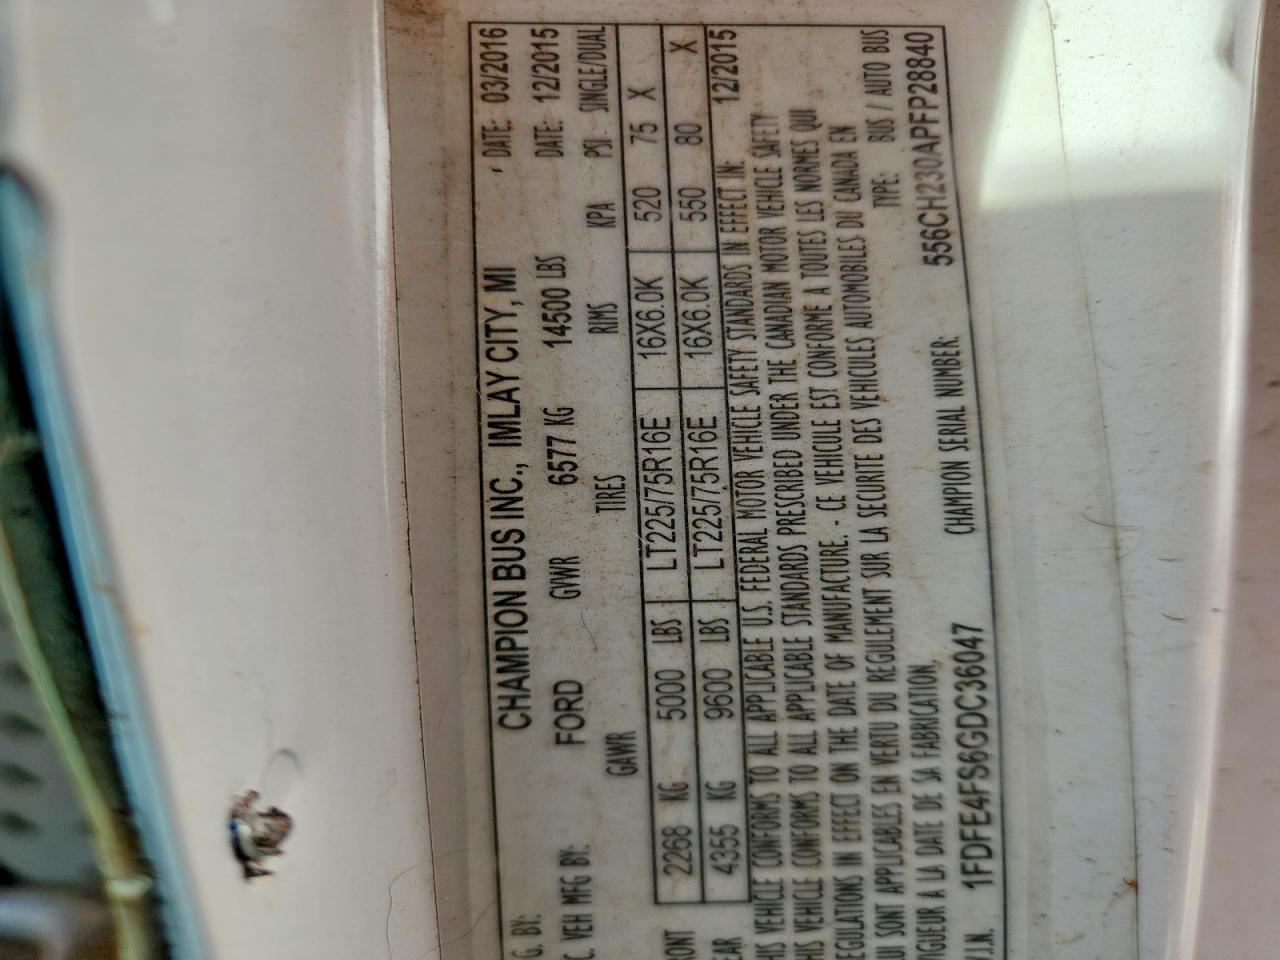 G. BY: CHAMPION BUS INC., IMLAY CITY, MI DATE: 03/2016
C. VEH MFG BY: FORD GVWR 6577 KG 14500 LBS DATE: 12/2015
GAWR TIRES RIMS KPA PSI SINGLE/DUAL
RONT 2268 KG 5000 LBS LT225/75R16E 16X6.0K 520 75 X
EAR 4355 KG 9600 LBS LT225/75R16E 16X6.0K 550 80 X
HIS VEHICLE CONFORMS TO ALL APPLICABLE U.S. FEDERAL MOTOR VEHICLE SAFETY STANDARDS IN EFFECT IN: 12/2015
HIS VEHICLE CONFORMS TO ALL APPLICABLE STANDARDS PRESCRIBED UNDER THE CANADIAN MOTOR VEHICLE SAFETY
EGULATIONS IN EFFECT ON THE DATE OF MANUFACTURE. - CE VEHICULE EST CONFORME A TOUTES LES NORMES QUI
UI SONT APPLICABLES EN VERTU DU REGULEMENT SUR LA SECURITE DES VEHICULES AUTOMOBILES DU CANADA EN
VIGUEUR A LA DATE DE SA FABRICATION, TYPE: BUS / AUTO BUS
V.I.N. 1FDFE4FS6GDC36047 CHAMPION SERIAL NUMBER: 556CH230APFP28840